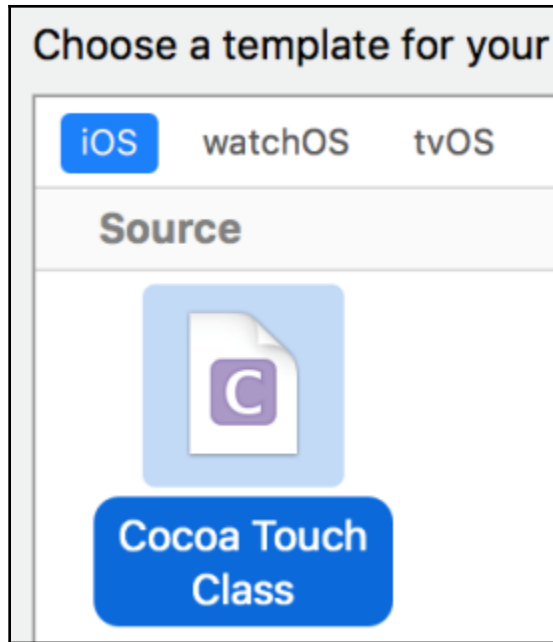 Choose a template for your
iOS watchOS tvOS
Source
C
Cocoa Touch
Class